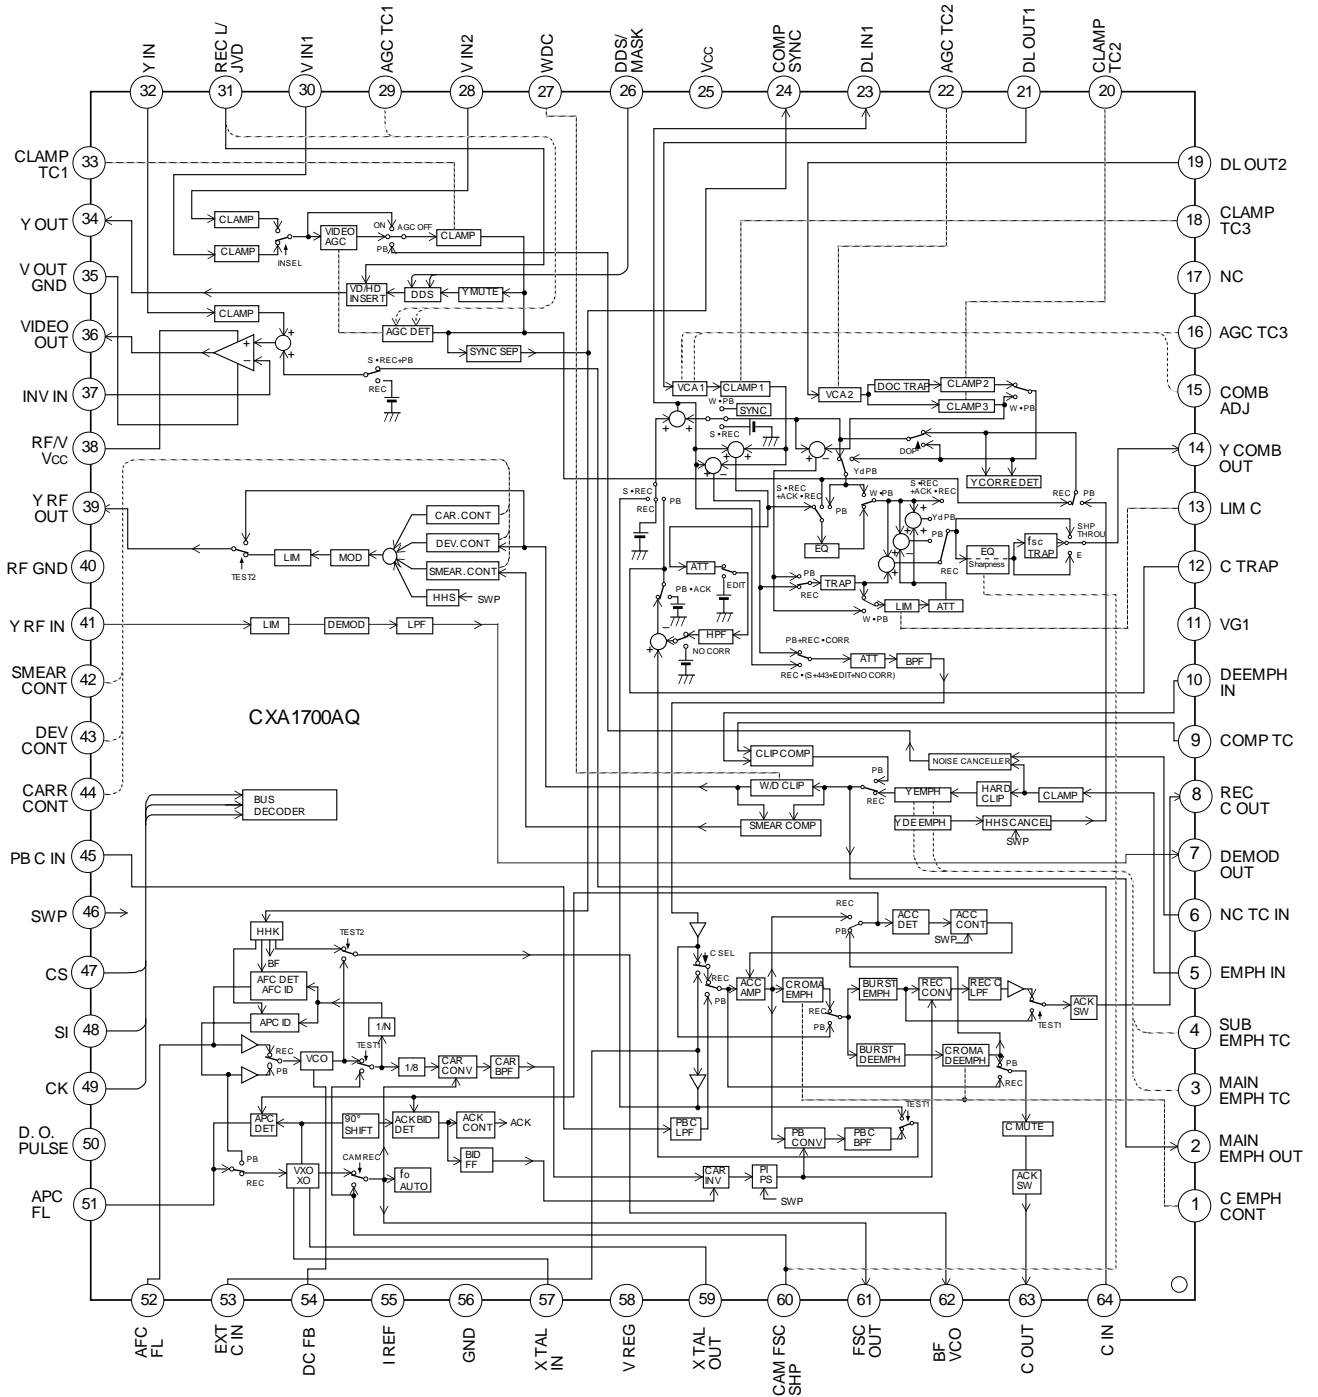 Y IN
REC L/
JVD
V IN1
AGC TC1
V IN2
WDC
DDS/
MASK
Vcc
COMP
SYNC
DL IN1
AGC TC2
DL OUT1
CLAMP
TC2
32
31
30
29
28
27
26
25
24
23
22
21
20
CLAMP
TC1
33
Y OUT
34
V OUT
GND
35
VIDEO
OUT
36
INV IN
37
RF/V
Vcc
38
Y RF
OUT
39
RF GND
40
Y RF IN
41
SMEAR
CONT
42
DEV
CONT
43
CARR
CONT
44
PB C IN
45
SWP
46
CS
47
SI
48
CK
49
D. O.
PULSE
50
APC
FL
51
19
DL OUT2
18
CLAMP
TC3
17
NC
16
AGC TC3
15
COMB
ADJ
14
Y COMB
OUT
13
LIM C
12
C TRAP
11
VG1
10
DEEMPH
IN
9
COMP TC
8
REC
C OUT
7
DEMOD
OUT
6
NC TC IN
5
EMPH IN
4
SUB
EMPH TC
3
MAIN
EMPH TC
2
MAIN
EMPH OUT
1
C EMPH
CONT
CLAMP
CLAMP
INSEL
VIDEO
AGC
ON
AGC OFF
PB
CLAMP
VD/HD
INSERT
DDS
Y MUTE
CLAMP
AGC DET
SYNC SEP
+
−
+
+
S•REC+PB
REC
VCA 1
CLAMP1
W•PB
SYNC
S•REC
VCA 2
DOC TRAP
CLAMP2
CLAMP3
W•PB
+
+
+
+
+
−
+
−
DOP
Y CORRE DET
Yd PB
S•REC
REC
PB
S•REC
+ACK•REC
PB
W•PB
S•REC
+ACK•REC
Yd PB
PB
REC
REC
PB
EQ
EQ
Sharpness
fsc
TRAP
SHP
THROU
E
ATT
EDIT
PB•ACK
HPF
NO CORR
−
+
PB
REC
TRAP
LIM
ATT
W•PB
+
+
+
−
+
+
PB+REC•CORR
REC•(S+443+EDIT+NO CORR)
ATT
BPF
CAR.CONT
DEV.CONT
SMEAR.CONT
HHS
SWP
LIM
MOD
TEST2
LIM
DEMOD
LPF
CXA1700AQ
BUS
DECODER
CLIP COMP
W/D CLIP
SMEAR COMP
PB
REC
NOISE CANCELLER
Y EMPH
HARD
CLIP
CLAMP
Y DE EMPH
HHS CANCEL
SWP
HHK
BF
TEST2
AFC DET
AFC ID
APC ID
1/N
REC
PB
VCO
TEST1
1/8
CAR
CONV
CAR
BPF
APC
DET
90°
SHIFT
ACK BID
DET
ACK
CONT
ACK
BID
FF
PB
REC
VXO
XO
CAM REC
fo
AUTO
C SEL
REC
PB
ACC
AMP
CROMA
EMPH
REC
PB
REC
PB
ACC
DET
ACC
CONT
SWP
BURST
EMPH
REC
CONV
REC C
LPF
TEST1
ACK
SW
BURST
DEEMPH
CROMA
DEEMPH
PB
REC
PB C
LPF
PB
CONV
PB C
BPF
TEST1
C MUTE
CAR
INV
PI
PS
SWP
ACK
SW
52
53
54
55
56
57
58
59
60
61
62
63
64
AFC
FL
EXT
C IN
DC FB
I REF
GND
X TAL
IN
V REG
X TAL
OUT
CAM FSC
SHP
FSC
OUT
BF
VCO
C OUT
C IN